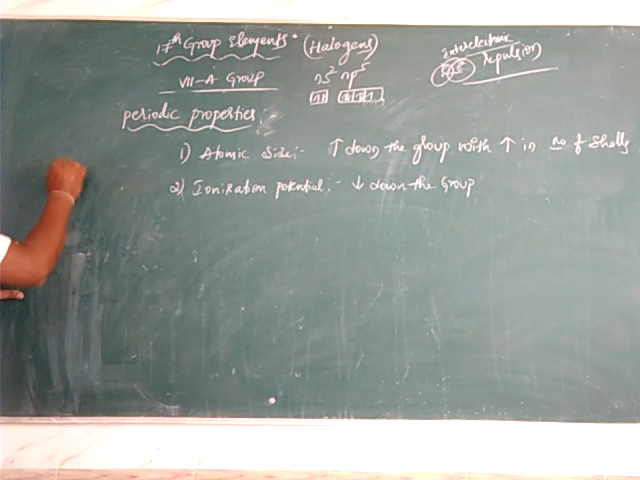 17th Group Elements. (Halogens)
VII-A Group ns² np⁵
interelectronic
repulsion
periodic properties.
1) Atomic Size:- ↑ down the group with ↑ in no of Shells
2) Ionization potential:- ↓ down the Group